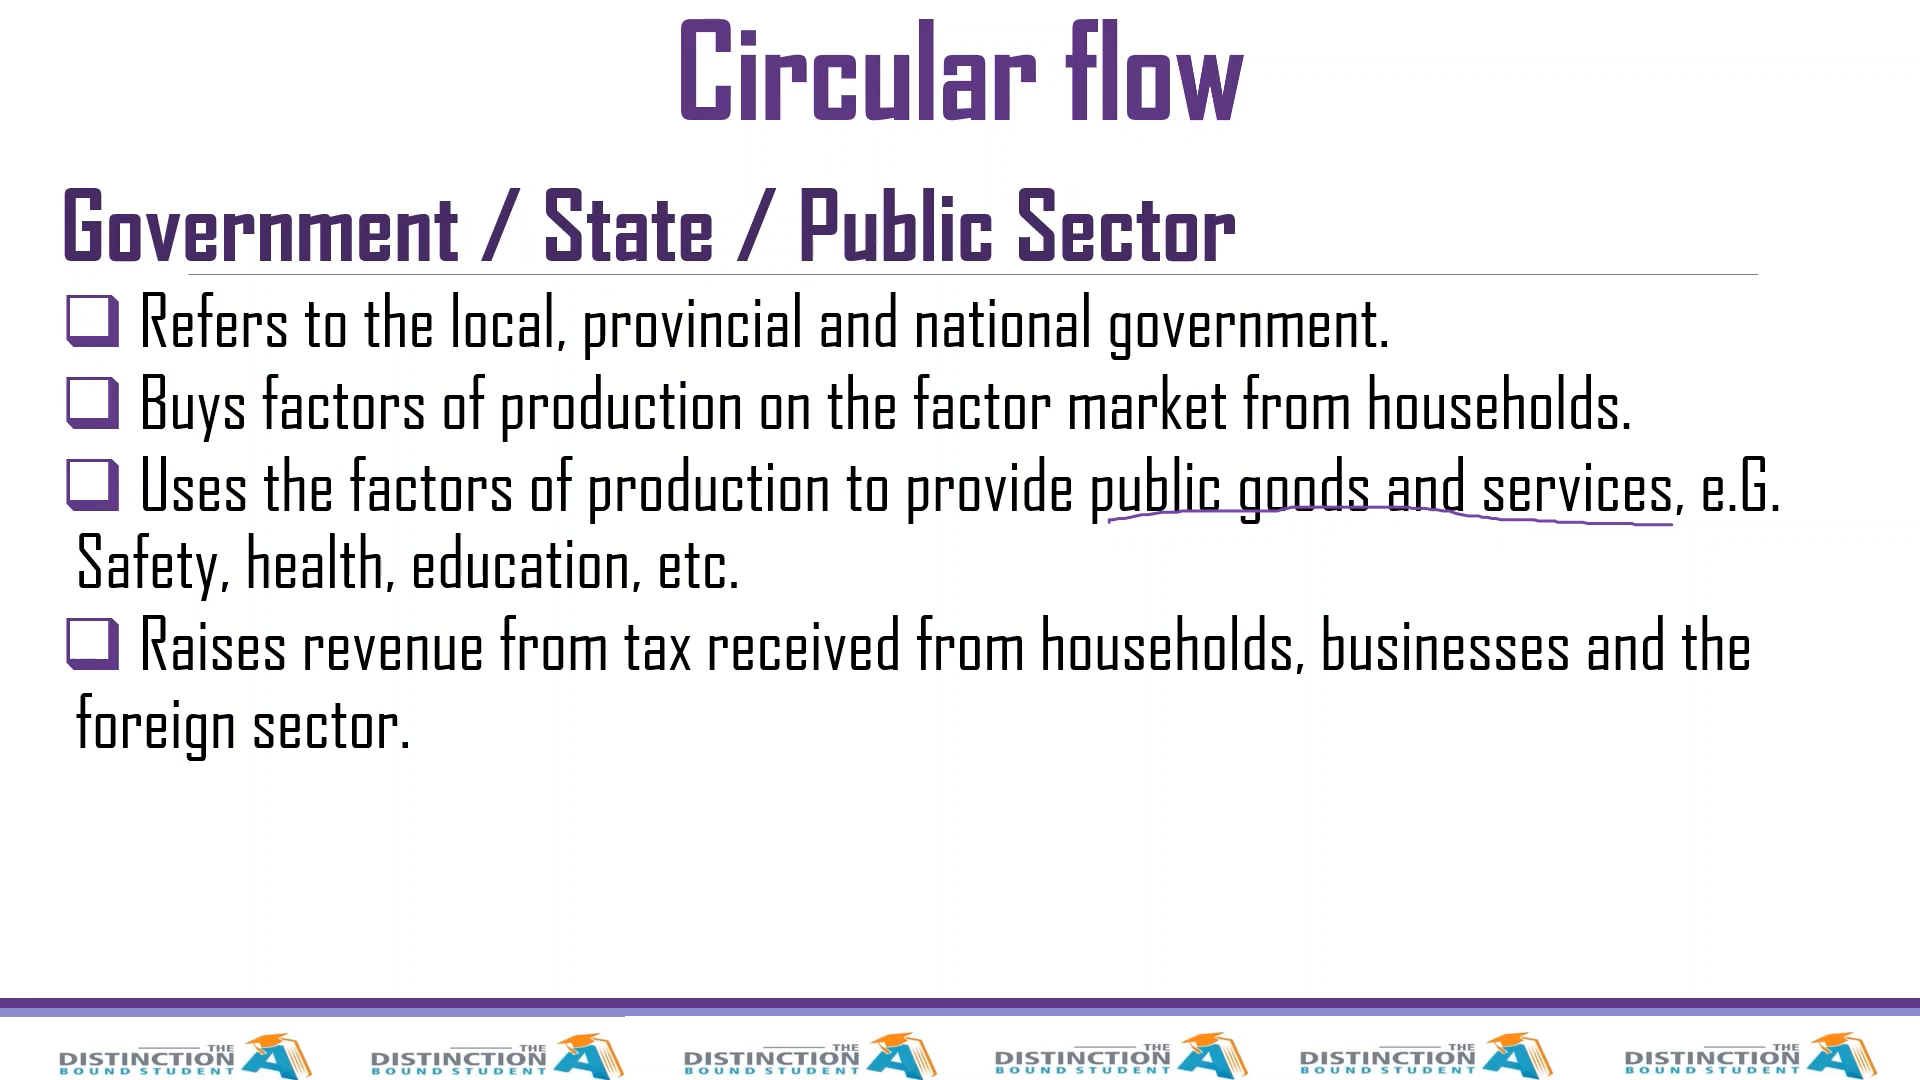 Circular flow
Government / State / Public Sector
Refers to the local, provincial and national government.
Buys factors of production on the factor market from households.
Uses the factors of production to provide public goods and services, e.G.
Safety, health, education, etc.
Raises revenue from tax received from households, businesses and the
foreign sector.
THE DISTINCTION BOUND STUDENT
THE DISTINCTION BOUND STUDENT
THE DISTINCTION BOUND STUDENT
THE DISTINCTION BOUND STUDENT
THE DISTINCTION BOUND STUDENT
THE DISTINCTION BOUND STUDENT